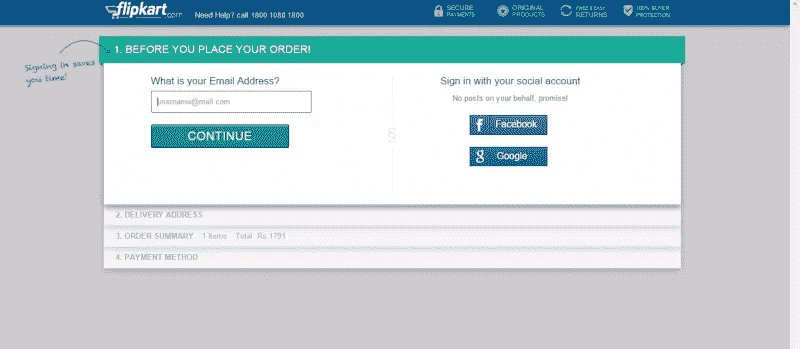 flipkart.com
Need Help? call 1800 1080 1800
SECURE
PAYMENTS
ORIGINAL
PRODUCTS
FREE & EASY
RETURNS
100% BUYER
PROTECTION
Signing in saves
you time!
1. BEFORE YOU PLACE YOUR ORDER!
What is your Email Address?
username@mail.com
CONTINUE
Sign in with your social account
No posts on your behalf, promise!
f Facebook
g Google
2. DELIVERY ADDRESS
3. ORDER SUMMARY 1 items Total Rs.1791
4. PAYMENT METHOD